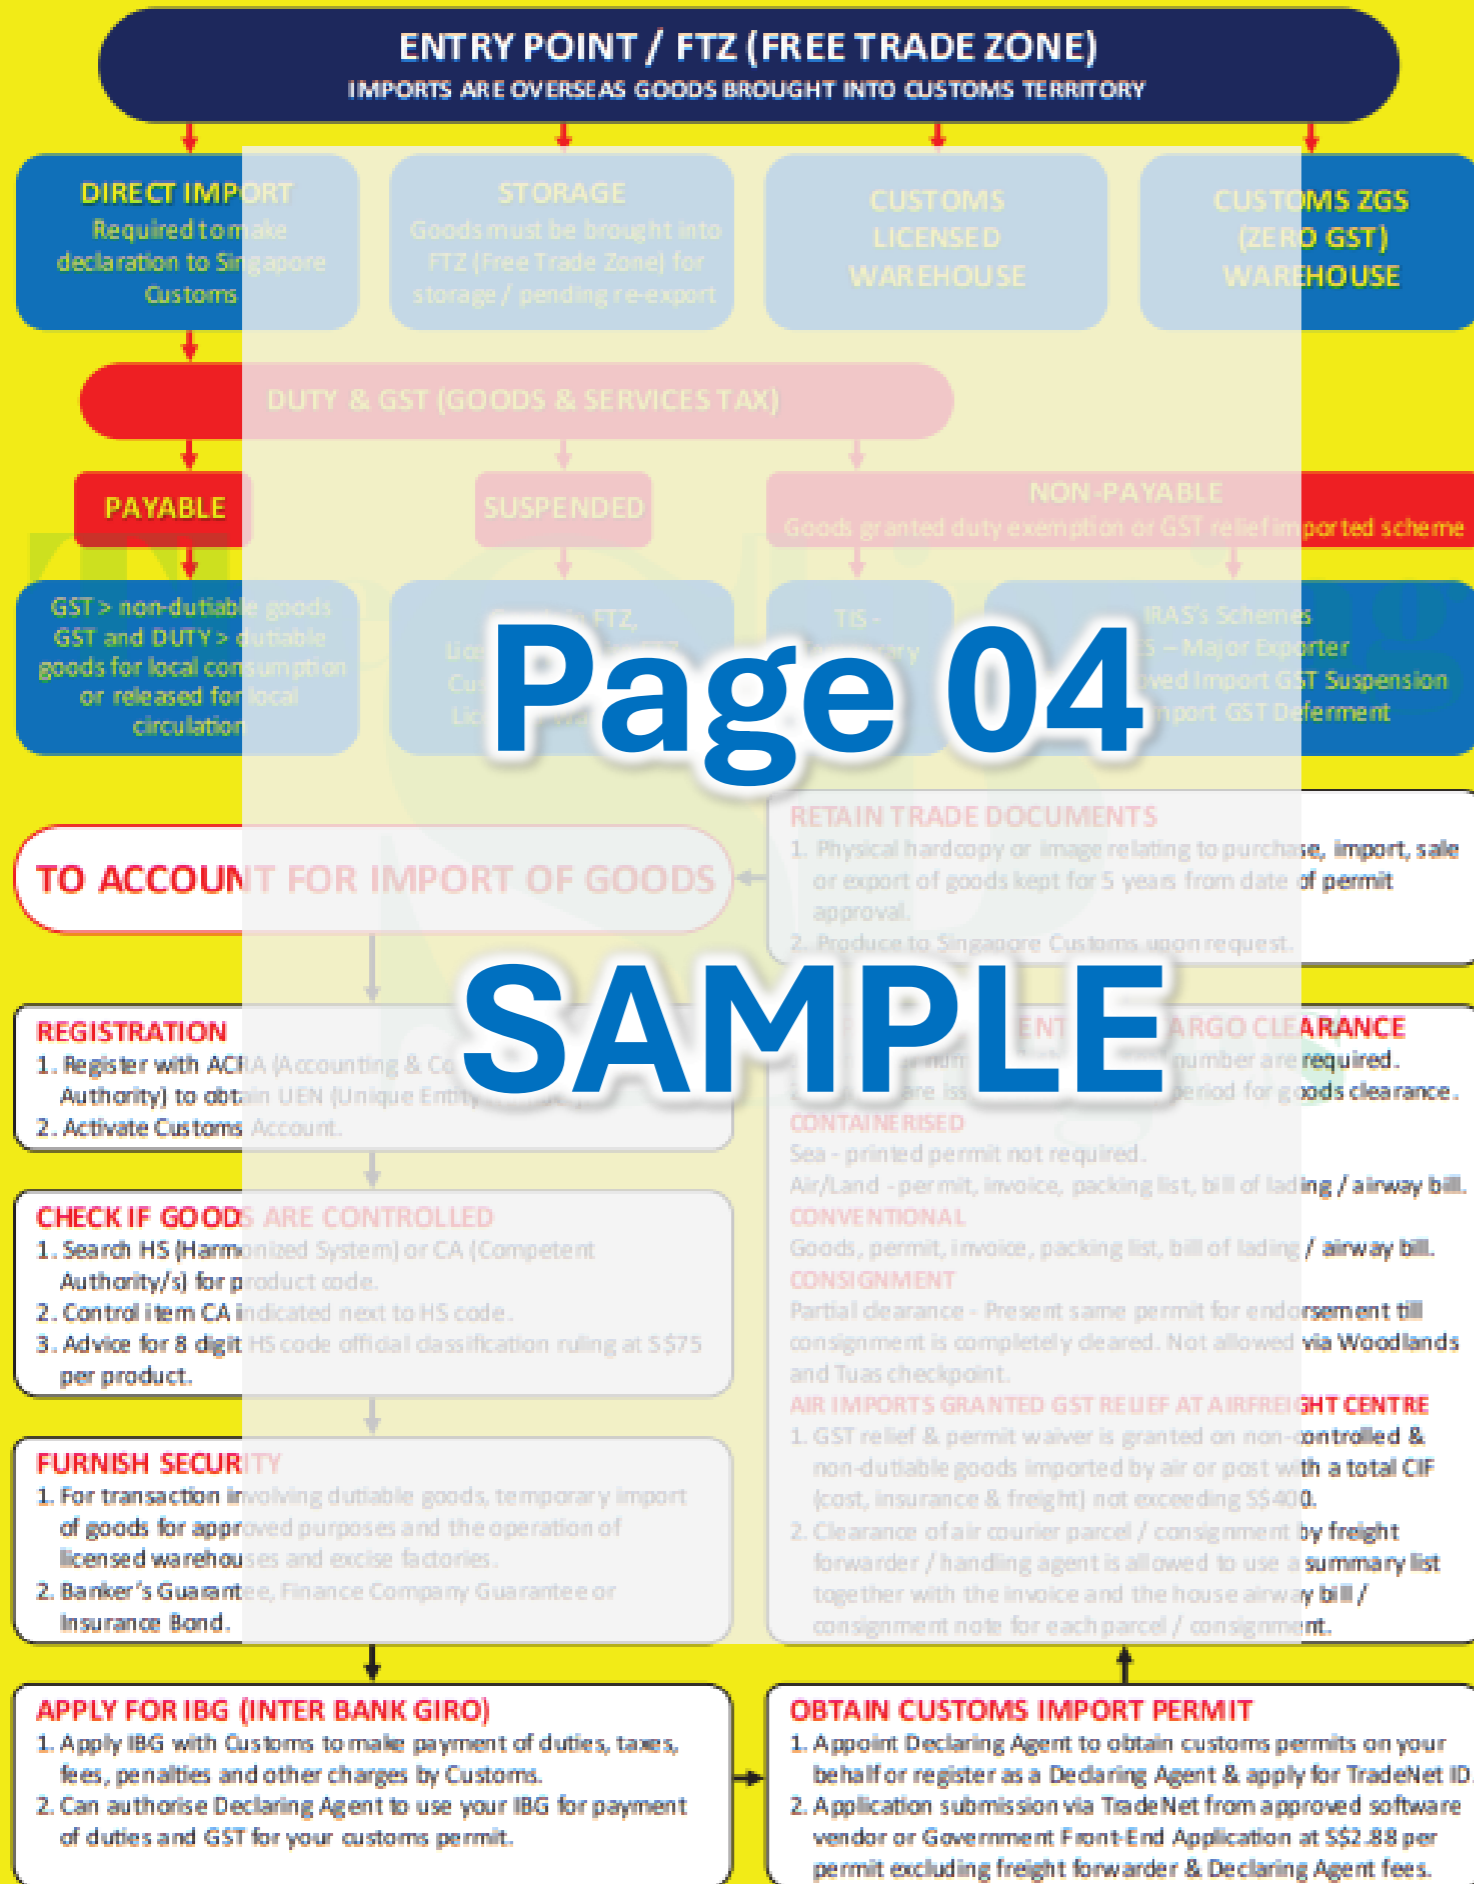 ENTRY POINT / FTZ (FREE TRADE ZONE)
IMPORTS ARE OVERSEAS GOODS BROUGHT INTO CUSTOMS TERRITORY
DIRECT IMPORT
Required to make
declaration to Singapore
Customs
STORAGE
Goods must be brought into
FTZ (Free Trade Zone) for
storage / pending re-export
CUSTOMS
LICENSED
WAREHOUSE
CUSTOMS ZGS
(ZERO GST)
WAREHOUSE
DUTY & GST (GOODS & SERVICES TAX)
PAYABLE
SUSPENDED
NON-PAYABLE
Goods granted duty exemption or GST relief imported scheme
GST > non-dutiable goods
GST and DUTY > dutiable
goods for local consumption
or released for local
circulation
FTZ,
TIS -
IRAS's Schemes
– Major Exporter
Import GST Suspension
GST Deferment
Page 04
SAMPLE
TO ACCOUNT FOR IMPORT OF GOODS
RETAIN TRADE DOCUMENTS
1. Physical hardcopy or image relating to purchase, import, sale
or export of goods kept for 5 years from date of permit
approval.
2. Produce to Singapore Customs upon request.
REGISTRATION
1. Register with ACRA (Accounting & Co
Authority) to obtain UEN (Unique Entity
2. Activate Customs Account.
CHECK IF GOODS ARE CONTROLLED
1. Search HS (Harmonized System) or CA (Competent
Authority/s) for product code.
2. Control item CA indicated next to HS code.
3. Advice for 8 digit HS code official classification ruling at S$75
per product.
FURNISH SECURITY
1. For transaction involving dutiable goods, temporary import
of goods for approved purposes and the operation of
licensed warehouses and excise factories.
2. Banker's Guarantee, Finance Company Guarantee or
Insurance Bond.
APPLY FOR IBG (INTER BANK GIRO)
1. Apply IBG with Customs to make payment of duties, taxes,
fees, penalties and other charges by Customs.
2. Can authorise Declaring Agent to use your IBG for payment
of duties and GST for your customs permit.
CARGO CLEARANCE
number are required.
are iss period for goods clearance.
CONTAINERISED
Sea - printed permit not required.
Air/Land - permit, invoice, packing list, bill of lading / airway bill.
CONVENTIONAL
Goods, permit, invoice, packing list, bill of lading / airway bill.
CONSIGNMENT
Partial clearance - Present same permit for endorsement till
consignment is completely cleared. Not allowed via Woodlands
and Tuas checkpoint.
AIR IMPORTS GRANTED GST RELIEF AT AIRFREIGHT CENTRE
1. GST relief & permit waiver is granted on non-controlled &
non-dutiable goods imported by air or post with a total CIF
(cost, insurance & freight) not exceeding S$400.
2. Clearance of air courier parcel / consignment by freight
forwarder / handling agent is allowed to use a summary list
together with the invoice and the house airway bill /
consignment note for each parcel / consignment.
OBTAIN CUSTOMS IMPORT PERMIT
1. Appoint Declaring Agent to obtain customs permits on your
behalf or register as a Declaring Agent & apply for TradeNet ID.
2. Application submission via TradeNet from approved software
vendor or Government Front-End Application at S$2.88 per
permit excluding freight forwarder & Declaring Agent fees.